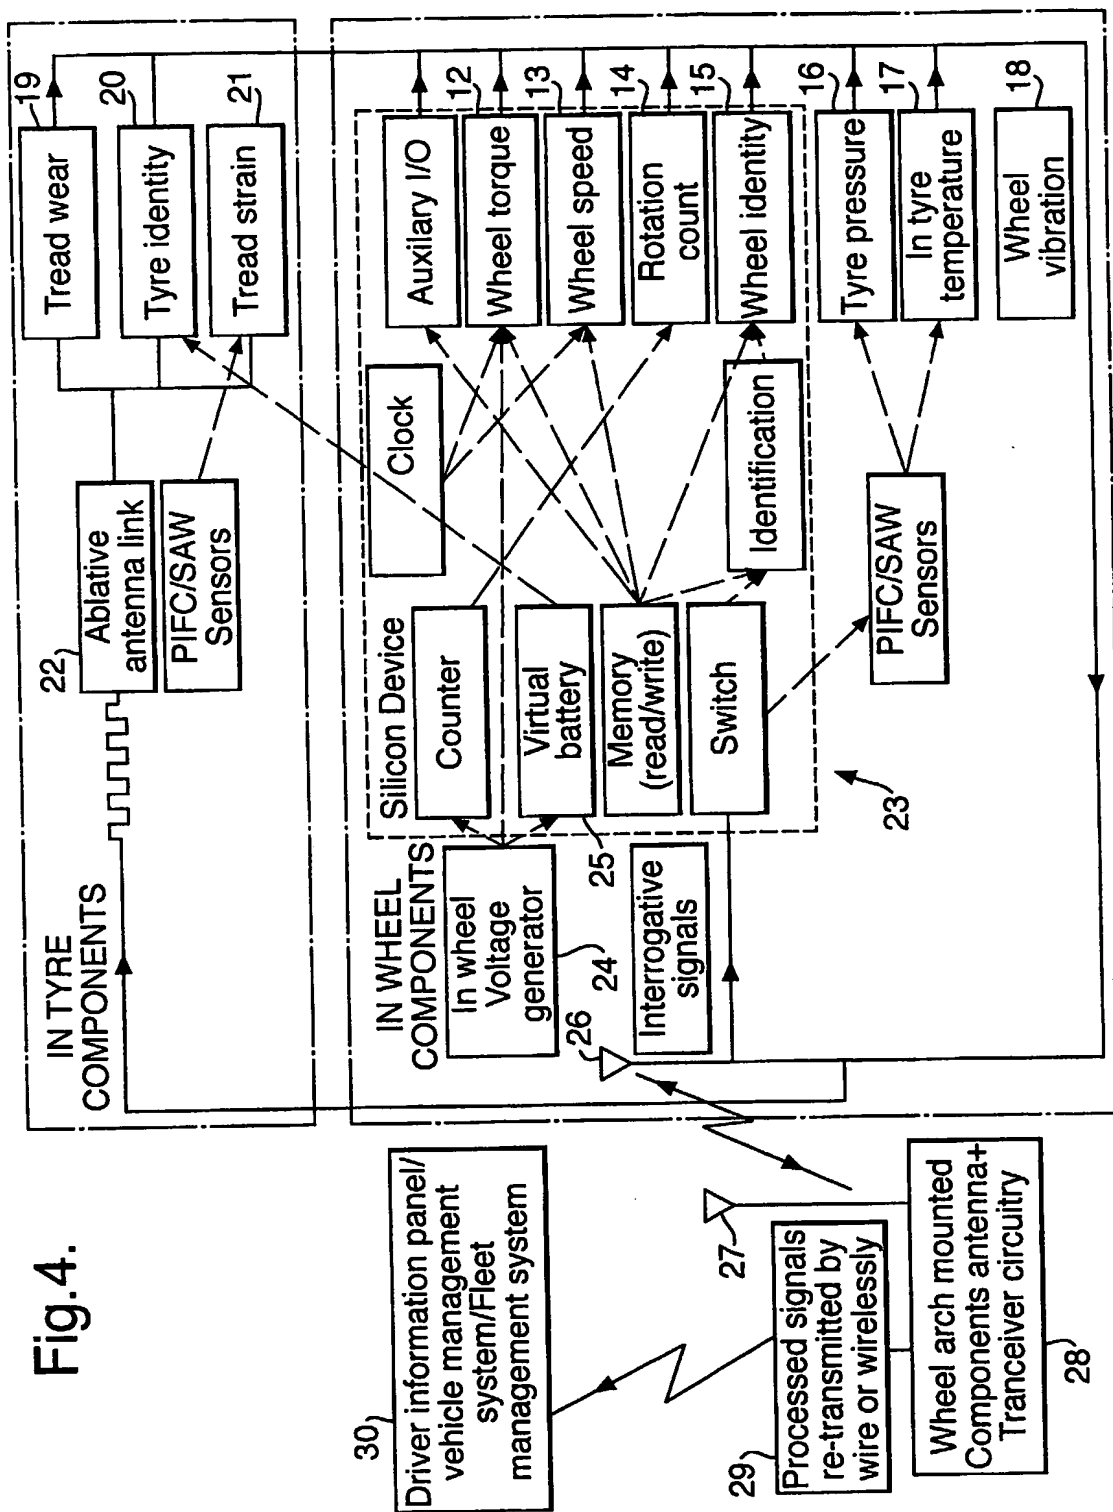 Fig.4.
IN TYRE
COMPONENTS
22
Ablative
antenna link
PIFC/SAW
Sensors
Tread wear
19
Tyre identity
20
Tread strain
21
IN WHEEL
COMPONENTS
In wheel
Voltage
generator
24
Silicon Device
Counter
Virtual
battery
25
Memory
(read/write)
Switch
Clock
Identification
Auxilary I/O
Wheel torque
12
Wheel speed
13
Rotation
count
14
Wheel identity
15
Tyre pressure
16
In tyre
temperature
17
Wheel
vibration
18
PIFC/SAW
Sensors
23
26
Interrogative
signals
30
Driver information panel/
vehicle management
system/Fleet
management system
27
29
Processed signals
re-transmitted by
wire or wirelessly
Wheel arch mounted
Components antenna+
Tranceiver circuitry
28